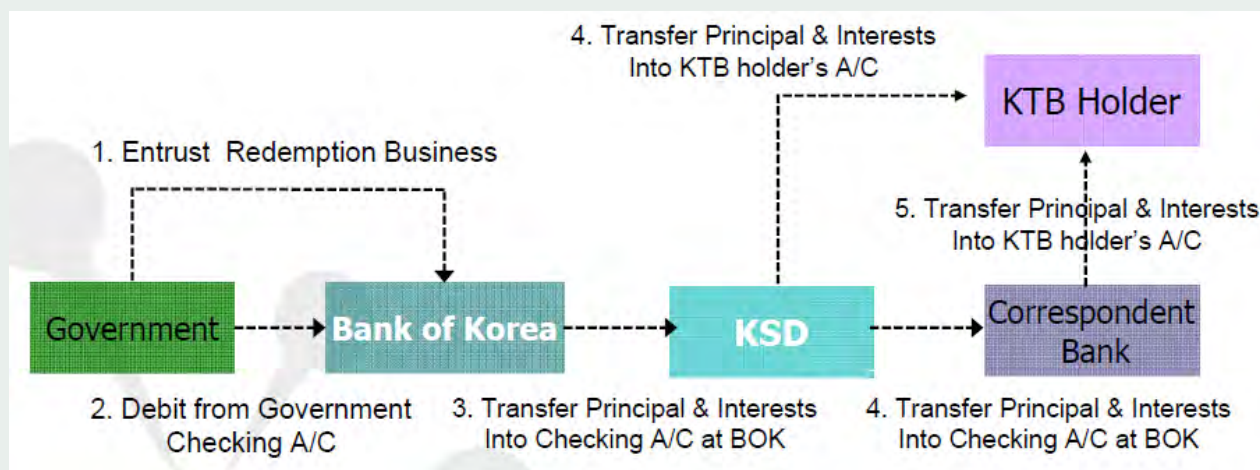 4. Transfer Principal & Interests
Into KTB holder's A/C
KTB Holder
1. Entrust Redemption Business
5. Transfer Principal & Interests
Into KTB holder's A/C
Government
Bank of Korea
KSD
Correspondent
Bank
2. Debit from Government
Checking A/C
3. Transfer Principal & Interests
Into Checking A/C at BOK
4. Transfer Principal & Interests
Into Checking A/C at BOK